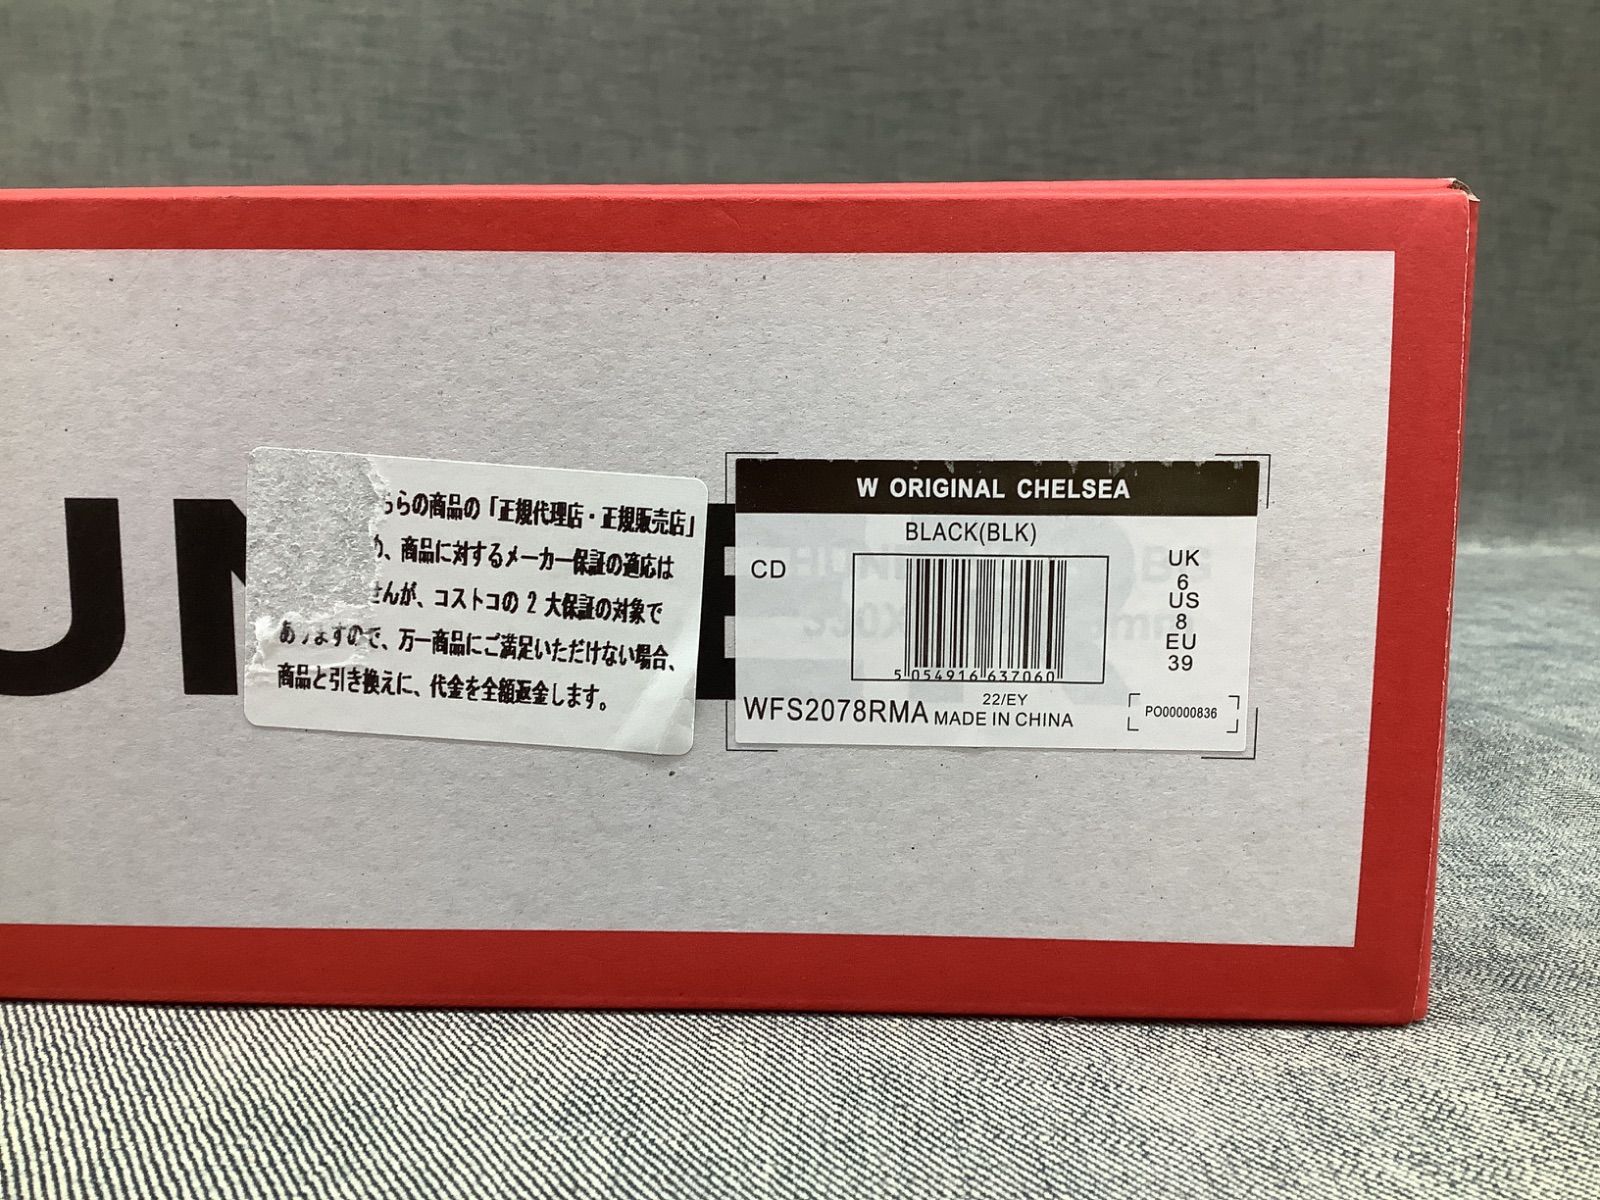 UN
E
ちらの商品の「正規代理店・正規販売店」
め、商品に対するメーカー保証の適応は
せんが、コストコの2大保証の対象で
ありますので、万一商品にご満足いただけない場合、
商品と引き換えに、代金を全額返金します。
W ORIGINAL CHELSEA
BLACK(BLK)
CD
5 054916 637060
UK
6
US
8
EU
39
WFS2078RMA
22/EY
MADE IN CHINA
PO00000836